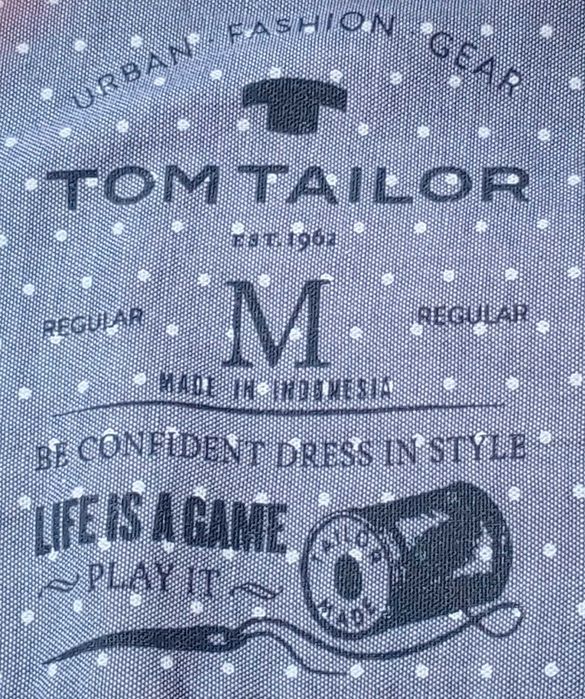 URBAN · FASHION · GEAR
TOM TAILOR
EST. 1962
REGULAR M REGULAR
MADE IN INDONESIA
BE CONFIDENT DRESS IN STYLE
LIFE IS A GAME
~PLAY IT~
TAILOR
MADE